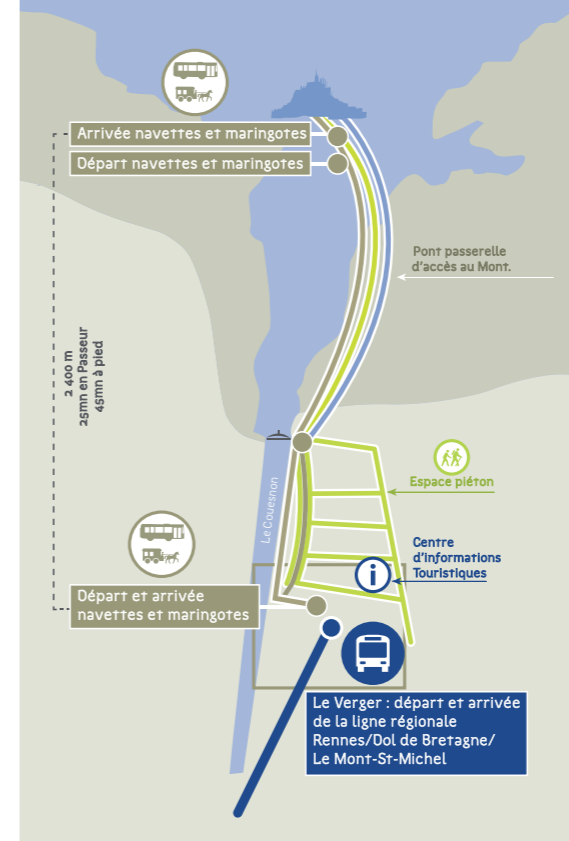 Arrivée navettes et maringotes
Départ navettes et maringotes
Pont passerelle
d'accès au Mont.
2 400 m
25mn en Passeur
45mn à pied
Le Couesnon
Espace piéton
Centre
d'informations
Touristiques
i
Départ et arrivée
navettes et maringotes
Le Verger : départ et arrivée
de la ligne régionale
Rennes/Dol de Bretagne/
Le Mont-St-Michel